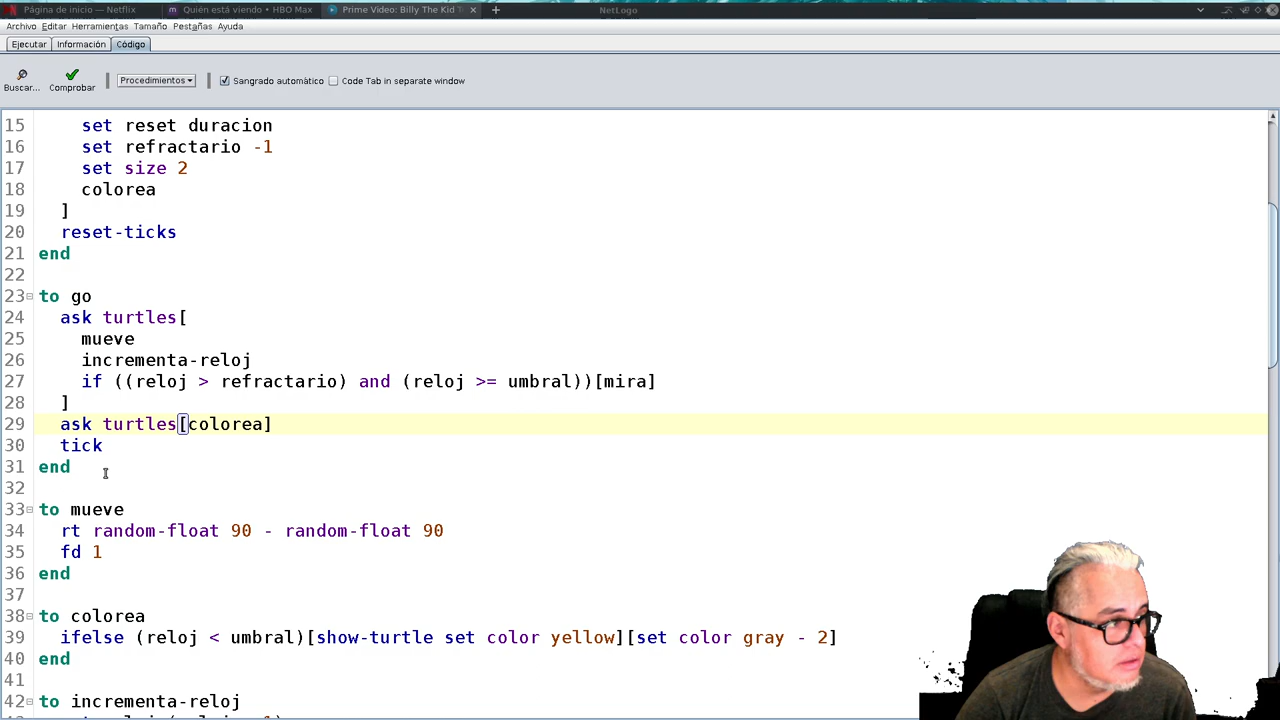 Página de inicio — Netflix
Quién está viendo • HBO Max
Prime Video: Billy The Kid
NetLogo
Archivo Editar Herramientas Tamaño Pestañas Ayuda
Ejecutar Información Código
Buscar... Comprobar Procedimientos Sangrado automático Code Tab in separate window
15 set reset duracion
16 set refractario -1
17 set size 2
18 colorea
19 ]
20 reset-ticks
21 end
22
23 to go
24 ask turtles[
25 mueve
26 incrementa-reloj
27 if ((reloj > refractario) and (reloj >= umbral))[mira]
28 ]
29 ask turtles[colorea]
30 tick
31 end
32
33 to mueve
34 rt random-float 90 - random-float 90
35 fd 1
36 end
37
38 to colorea
39 ifelse (reloj < umbral)[show-turtle set color yellow][set color gray - 2]
40 end
41
42 to incrementa-reloj